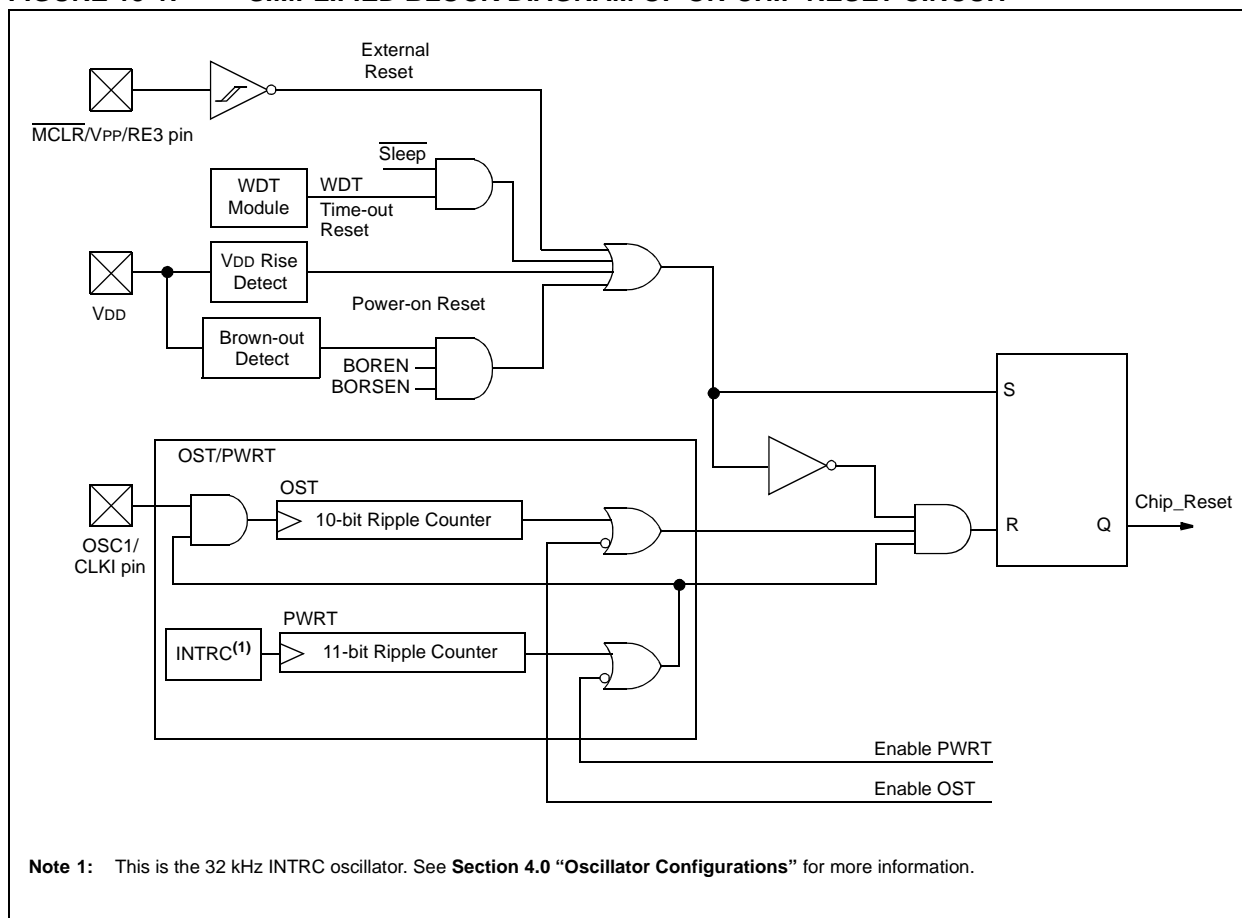 External
Reset
MCLR/VPP/RE3 pin
Sleep
WDT
Module
WDT
Time-out
Reset
VDD Rise
Detect
VDD
Power-on Reset
Brown-out
Detect
BOREN
BORSEN
S
OST/PWRT
OST
10-bit Ripple Counter
Chip_Reset
R
Q
OSC1/
CLKI pin
PWRT
INTRC(1)
11-bit Ripple Counter
Enable PWRT
Enable OST
Note 1: This is the 32 kHz INTRC oscillator. See Section 4.0 “Oscillator Configurations” for more information.